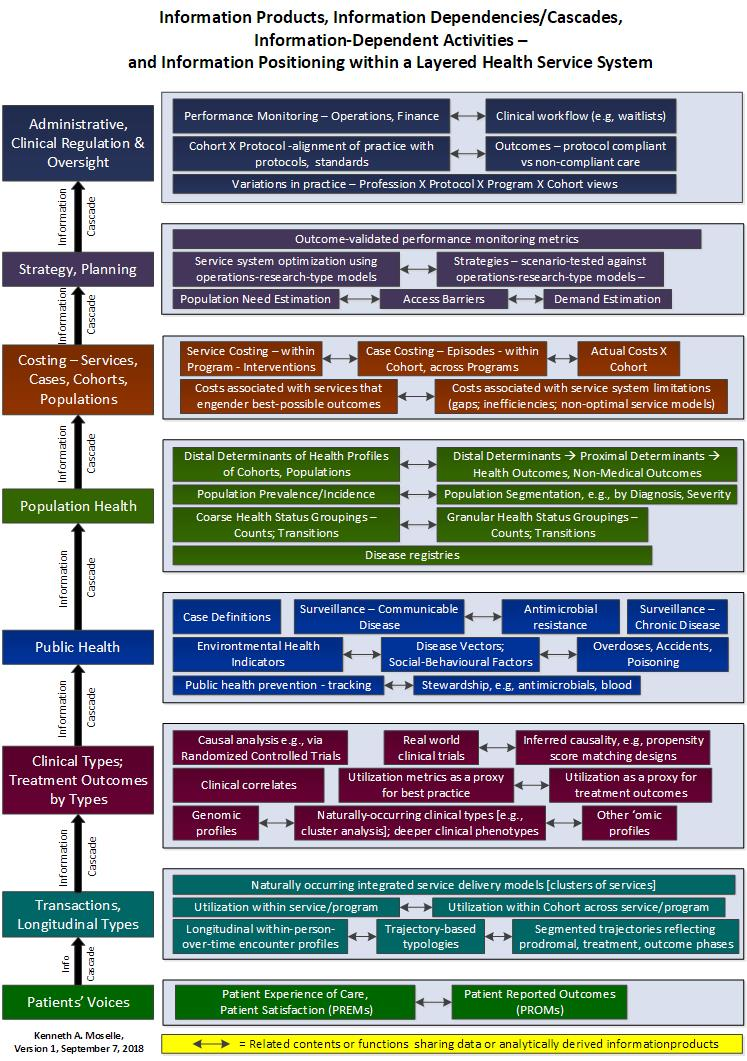 Information Products, Information Dependencies/Cascades,
Information-Dependent Activities –
and Information Positioning within a Layered Health Service System
Administrative,
Clinical Regulation &
Oversight
Performance Monitoring – Operations, Finance
Clinical workflow (e.g, waitlists)
Cohort X Protocol -alignment of practice with
protocols, standards
Outcomes – protocol compliant
vs non-compliant care
Variations in practice – Profession X Protocol X Program X Cohort views
Information
Cascade
Strategy, Planning
Outcome-validated performance monitoring metrics
Service system optimization using
operations-research-type models
Strategies – scenario-tested against
operations-research-type models –
Population Need Estimation
Access Barriers
Demand Estimation
Information
Cascade
Costing – Services,
Cases, Cohorts,
Populations
Service Costing – within
Program - Interventions
Case Costing – Episodes - within
Cohort, across Programs
Actual Costs X
Cohort
Costs associated with services that
engender best-possible outcomes
Costs associated with service system limitations
(gaps; inefficiencies; non-optimal service models)
Information
Cascade
Population Health
Distal Determinants of Health Profiles
of Cohorts, Populations
Distal Determinants → Proximal Determinants →
Health Outcomes, Non-Medical Outcomes
Population Prevalence/Incidence
Population Segmentation, e.g., by Diagnosis, Severity
Coarse Health Status Groupings –
Counts; Transitions
Granular Health Status Groupings –
Counts; Transitions
Disease registries
Information
Cascade
Public Health
Case Definitions
Surveillance – Communicable
Disease
Antimicrobial
resistance
Surveillance –
Chronic Disease
Environmental Health
Indicators
Disease Vectors;
Social-Behavioural Factors
Overdoses, Accidents,
Poisoning
Public health prevention - tracking
Stewardship, e.g, antimicrobials, blood
Information
Cascade
Clinical Types;
Treatment Outcomes
by Types
Causal analysis e.g., via
Randomized Controlled Trials
Real world
clinical trials
Inferred causality, e.g, propensity
score matching designs
Clinical correlates
Utilization metrics as a proxy
for best practice
Utilization as a proxy for
treatment outcomes
Genomic
profiles
Naturally-occurring clinical types [e.g.,
cluster analysis]; deeper clinical phenotypes
Other ‘omic
profiles
Information
Cascade
Transactions,
Longitudinal Types
Naturally occurring integrated service delivery models [clusters of services]
Utilization within service/program
Utilization within Cohort across service/program
Longitudinal within-person-
over-time encounter profiles
Trajectory-based
typologies
Segmented trajectories reflecting
prodromal, treatment, outcome phases
Info
Cascade
Patients’ Voices
Patient Experience of Care,
Patient Satisfaction (PREMs)
Patient Reported Outcomes
(PROMs)
Kenneth A. Moselle,
Version 1, September 7, 2018
= Related contents or functions sharing data or analytically derived informationproducts